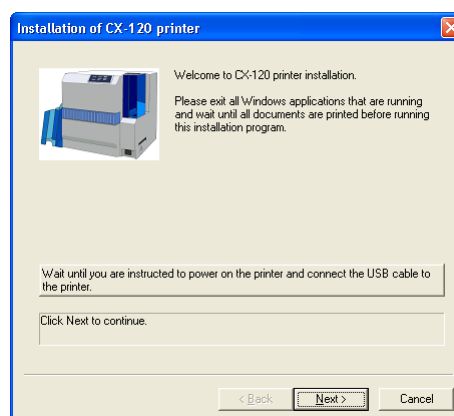 Installation of CX-120 printer
Welcome to CX-120 printer installation.
Please exit all Windows applications that are running
and wait until all documents are printed before running
this installation program.
Wait until you are instructed to power on the printer and connect the USB cable to
the printer.
Click Next to continue.
< Back
Next >
Cancel